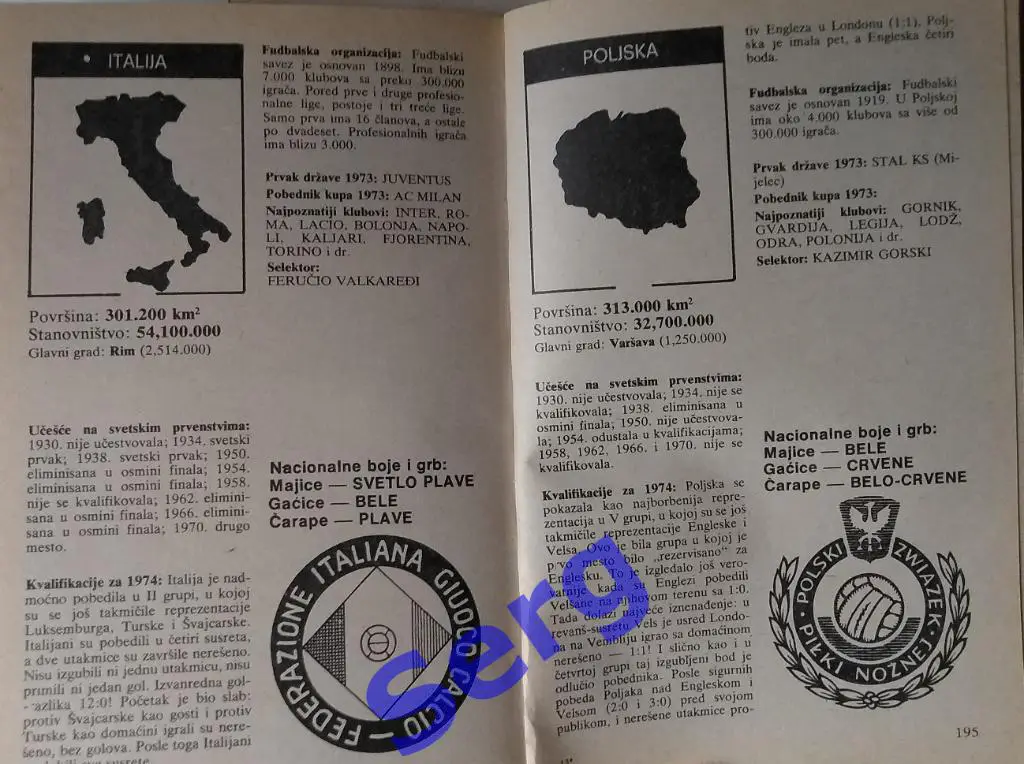 • ITALIJA
Fudbalska organizacija: Fudbalski
savez je osnovan 1898. Ima blizu
7.000 klubova sa preko 300.000
igrača. Pored prve i druge profesio-
nalne lige, postoje i tri treće lige.
Samo prva ima 16 članova, a ostale
po dvadeset. Profesionalnih igrača
ima blizu 3.000.
Prvak države 1973: JUVENTUS
Pobednik kupa 1973: AC MILAN
Najpoznatiji klubovi: INTER, RO-
MA, LACIO, BOLONJA, NAPO-
LI, KALJARI, FJORENTINA,
TORINO i dr.
Selektor:
FERUČIO VALKAREĐI
Površina: 301.200 km²
Stanovništvo: 54,100.000
Glavni grad: Rim (2,514.000)
Učešće na svetskim prvenstvima:
1930. nije učestvovala; 1934. svetski
prvak; 1938. svetski prvak; 1950.
eliminisana u osmini finala; 1954.
eliminisana u osmini finala; 1958.
nije se kvalifikovala; 1962. elimini-
sana u osmini finala; 1966. elimini-
sana u osmini finala; 1970. drugo
mesto.
Kvalifikacije za 1974: Italija je nad-
moćno pobedila u II grupi, u kojoj
su se još takmičile reprezentacije
Luksemburga, Turske i Švajcarske.
Italijani su pobedili u četiri susreta,
a dve utakmice su završile nerešeno.
Nisu izgubili ni jednu utakmicu, nisu
primili ni jedan gol. Izvanredna gol-
-razlika 12:0! Početak je bio slab:
protiv Švajcarske kao gosti i protiv
Turske kao domaćini igrali su nere-
šeno, bez golova. Posle toga Italijani
Nacionalne boje i grb:
Majice — SVETLO PLAVE
Gaćice — BELE
Čarape — PLAVE
FEDERAZIONE ITALIANA GIUOCO CALCIO
POLJSKA
tiv Engleza u Londonu (1:1). Polj-
ska je imala pet, a Engleska četiri
boda.
Fudbalska organizacija: Fudbalski
savez je osnovan 1919. U Poljskoj
ima oko 4.000 klubova sa više od
300.000 igrača.
Prvak države 1973: STAL KS (Mi-
jelec)
Pobednik kupa 1973:
Najpoznatiji klubovi: GORNIK,
GVARDIJA, LEGIJA, LODŽ,
ODRA, POLONIJA i dr.
Selektor: KAZIMIR GORSKI
Površina: 313.000 km²
Stanovništvo: 32,700.000
Glavni grad: Varšava (1,250.000)
Učešće na svetskim prvenstvima:
1930. nije učestvovala; 1934. nije se
kvalifikovala; 1938. eliminisana u
osmini finala; 1950. nije učestvova-
la; 1954. odustala u kvalifikacijama;
1958, 1962. 1966. i 1970. nije se
kvalifikovala.
Kvalifikacije za 1974: Poljska se
pokazala kao najborbenija repre-
zentacija u V grupi, u kojoj su se još
takmičile reprezentacije Engleske i
Velsa. Ovo je bila grupa u kojoj je
prvo mesto bilo „rezervisano” za
Englesku. To je izgledalo još vero-
vatnije kada su Englezi pobedili
Velšane na njihovom terenu sa 1:0.
Tada dolazi najveće iznenađenje: u
revanš-susretu Vels je usred Londo-
na na Vembliju igrao sa domaćinom
nerešeno — 1:1! I slično kao i u
četvrtoj grupi taj izgubljeni bod je
odlučio pobednika. Posle sigurnih
pobeda Poljaka nad Engleskom i
Velsom (2:0 i 3:0) pred svojom
publikom, i nerešene utakmice pro-
Nacionalne boje i grb:
Majice — BELE
Gaćice — CRVENE
Čarape — BELO-CRVENE
POLSKI ZWIĄZEK
PIŁKI NOŻNEJ
195
Serg